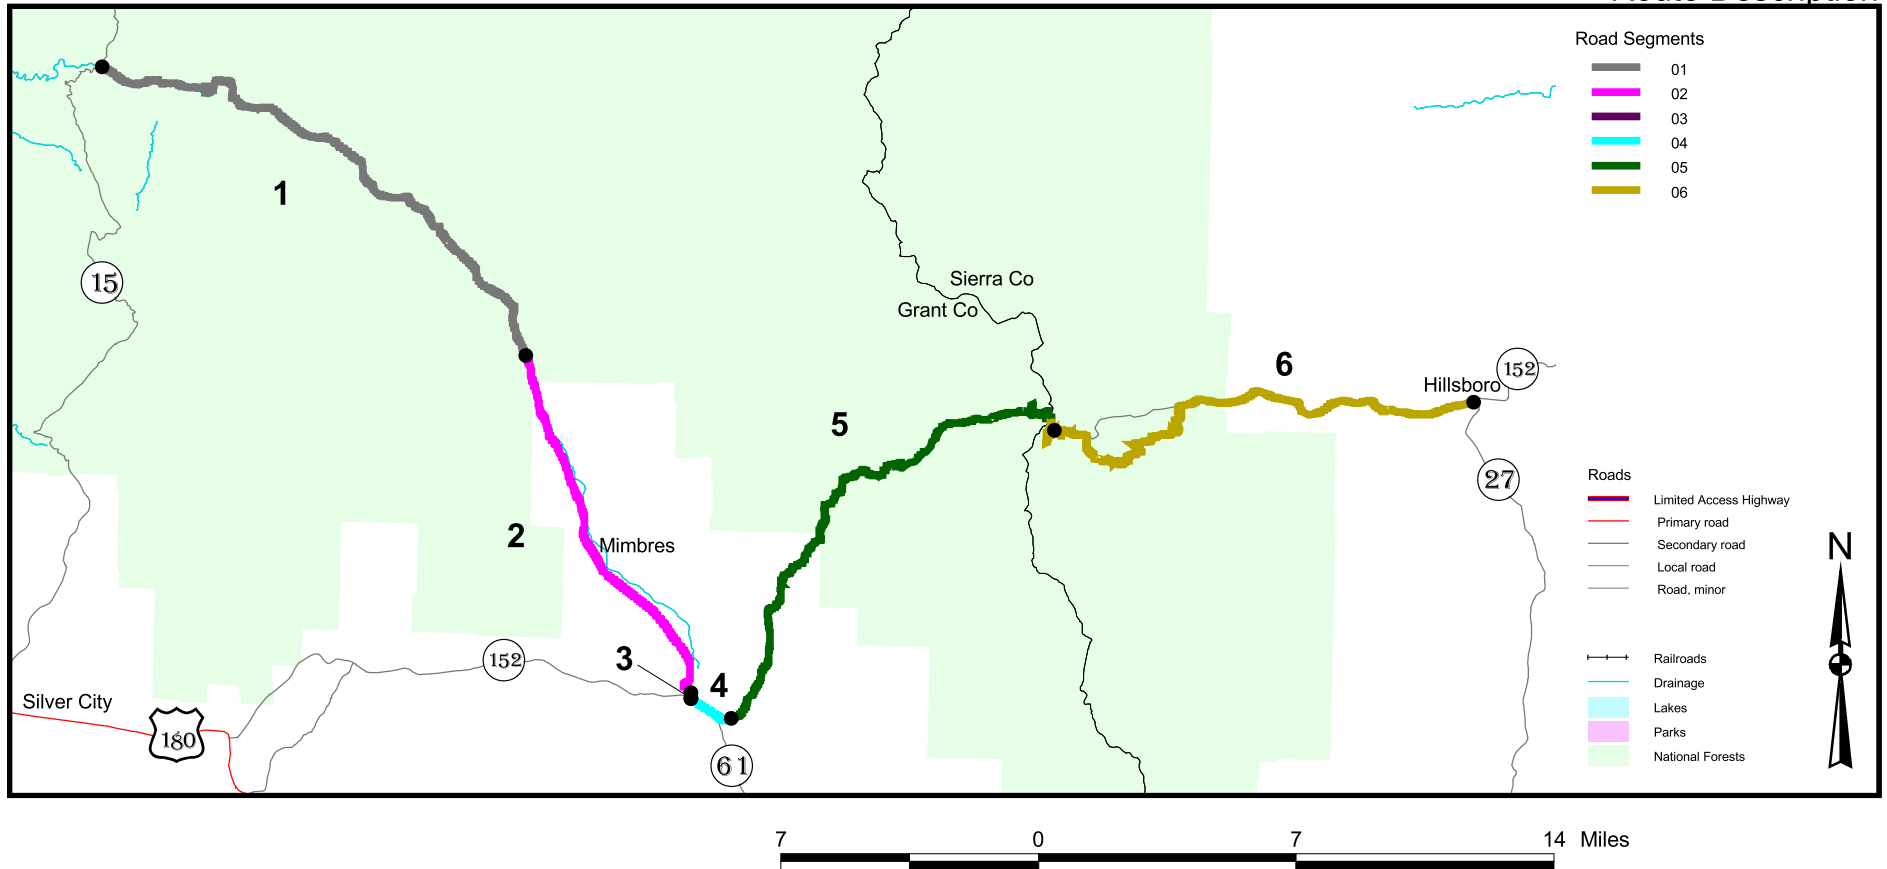 Route Description
Road Segments
01
02
03
04
05
06
1
15
Sierra Co
Grant Co
6
152
Hillsboro
5
27
2
Mimbres
3
152
4
Silver City
180
61
Roads
Limited Access Highway
Primary road
Secondary road
Local road
Road, minor
Railroads
Drainage
Lakes
Parks
National Forests
N
7 0 7 14 Miles